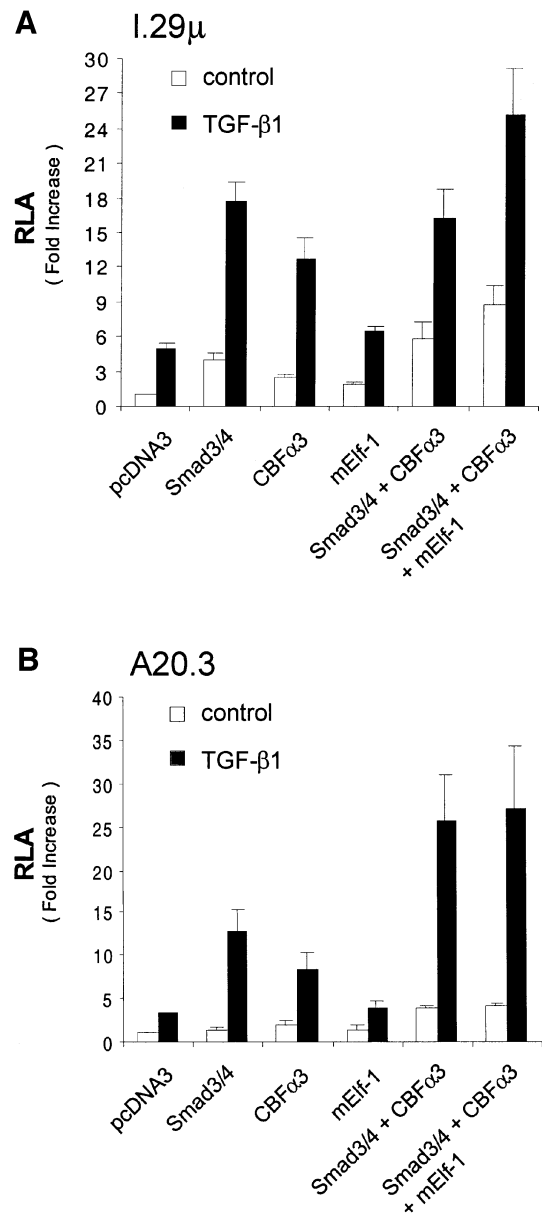 A
I.29μ
control
TGF-β1
RLA
( Fold Increase )
30
27
24
21
18
15
12
9
6
3
0
pcDNA3
Smad3/4
CBFα3
mElf-1
Smad3/4 + CBFα3
Smad3/4 + CBFα3
+ mElf-1
B
A20.3
control
TGF-β1
RLA
( Fold Increase )
40
35
30
25
20
15
10
5
0
pcDNA3
Smad3/4
CBFα3
mElf-1
Smad3/4 + CBFα3
Smad3/4 + CBFα3
+ mElf-1